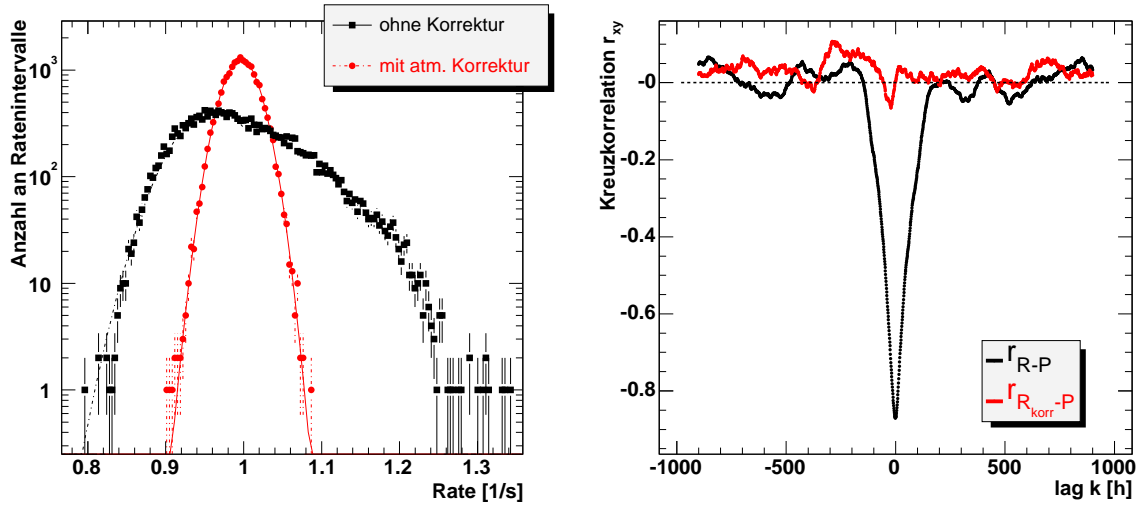 ohne Korrektur
mit atm. Korrektur
Anzahl an Ratenintervalle
10³
10²
10
1
0.8 0.9 1 1.1 1.2 1.3
Rate [1/s]
Kreuzkorrelation r_xy
-0
-0.2
-0.4
-0.6
-0.8
r_R-P
r_R_korr-P
-1000 -500 0 500 1000
lag k [h]